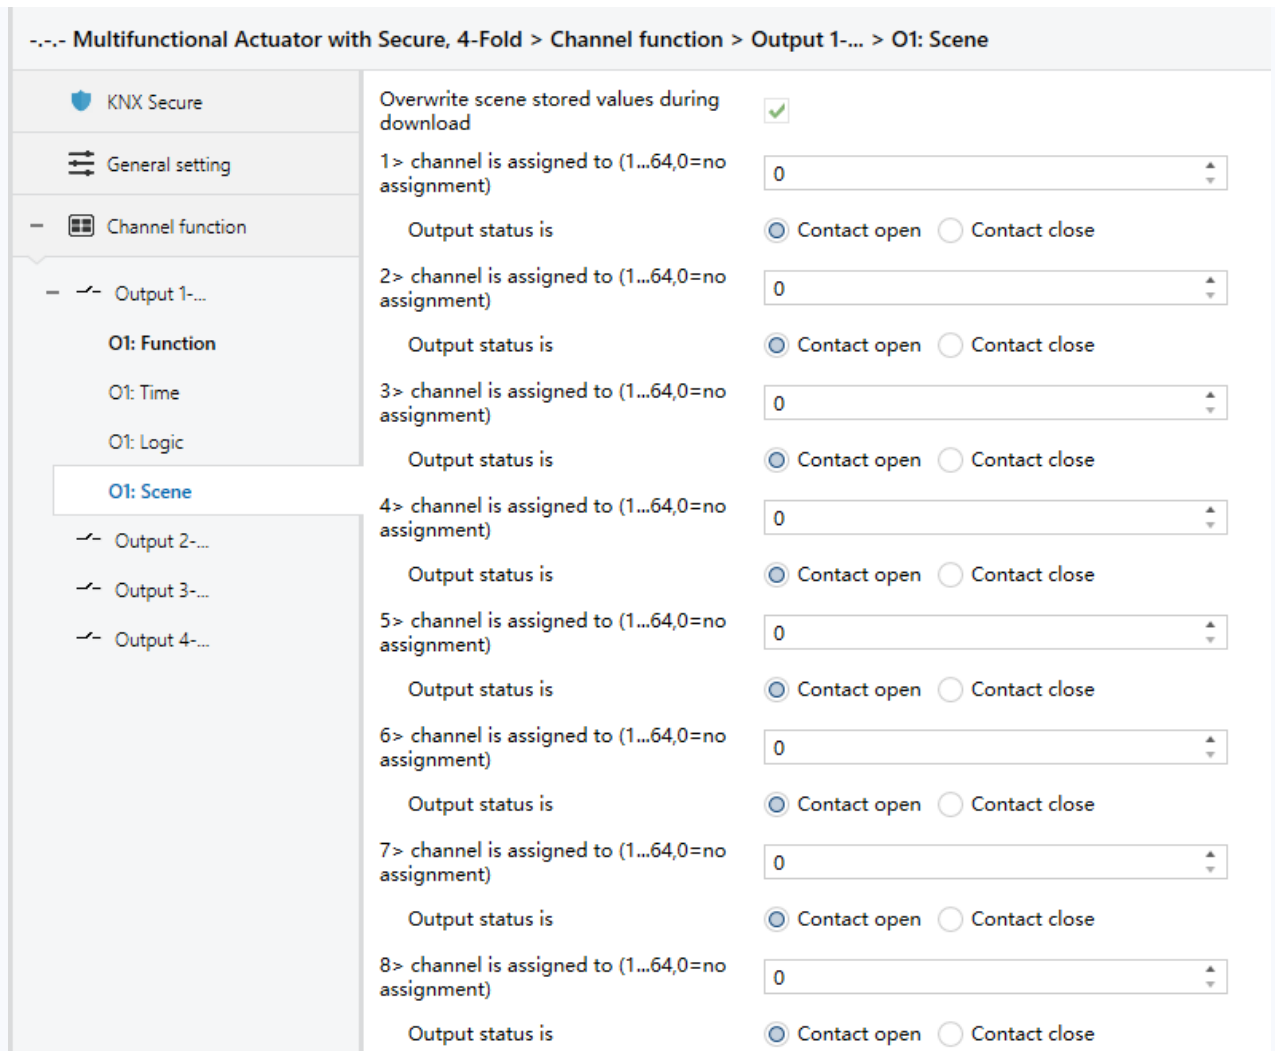 -.-.- Multifunctional Actuator with Secure, 4-Fold > Channel function > Output 1-... > O1: Scene
KNX Secure
General setting
Channel function
Output 1-...
O1: Function
O1: Time
O1: Logic
O1: Scene
Output 2-...
Output 3-...
Output 4-...
Overwrite scene stored values during
download
1> channel is assigned to (1...64,0=no
assignment)
0
Output status is
Contact open Contact close
2> channel is assigned to (1...64,0=no
assignment)
0
Output status is
Contact open Contact close
3> channel is assigned to (1...64,0=no
assignment)
0
Output status is
Contact open Contact close
4> channel is assigned to (1...64,0=no
assignment)
0
Output status is
Contact open Contact close
5> channel is assigned to (1...64,0=no
assignment)
0
Output status is
Contact open Contact close
6> channel is assigned to (1...64,0=no
assignment)
0
Output status is
Contact open Contact close
7> channel is assigned to (1...64,0=no
assignment)
0
Output status is
Contact open Contact close
8> channel is assigned to (1...64,0=no
assignment)
0
Output status is
Contact open Contact close